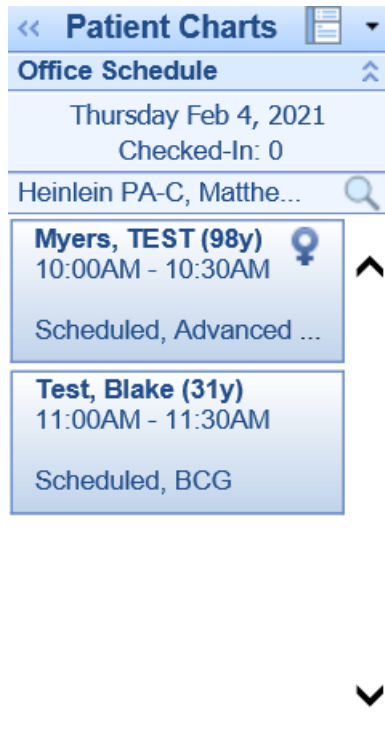 Patient Charts
Office Schedule
Thursday Feb 4, 2021
Checked-In: 0
Heinlein PA-C, Matthe...
Myers, TEST (98y)
10:00AM - 10:30AM
Scheduled, Advanced ...
Test, Blake (31y)
11:00AM - 11:30AM
Scheduled, BCG